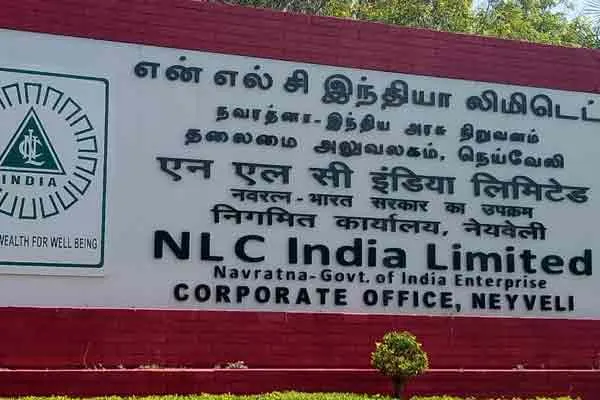 என் எல் சி இந்தியா லிமிடெட்
நவரத்னா-இந்திய அரசு நிறுவனம்
தலைமை அலுவலகம், நெய்வேலி
एन एल सी इंडिया लिमिटेड
नवरत्न-भारत सरकार का उपक्रम
निगमित कार्यालय, नेयवेली
NLC India Limited
Navratna-Govt. of India Enterprise
CORPORATE OFFICE, NEYVELI
INDIA
WEALTH FOR WELL BEING